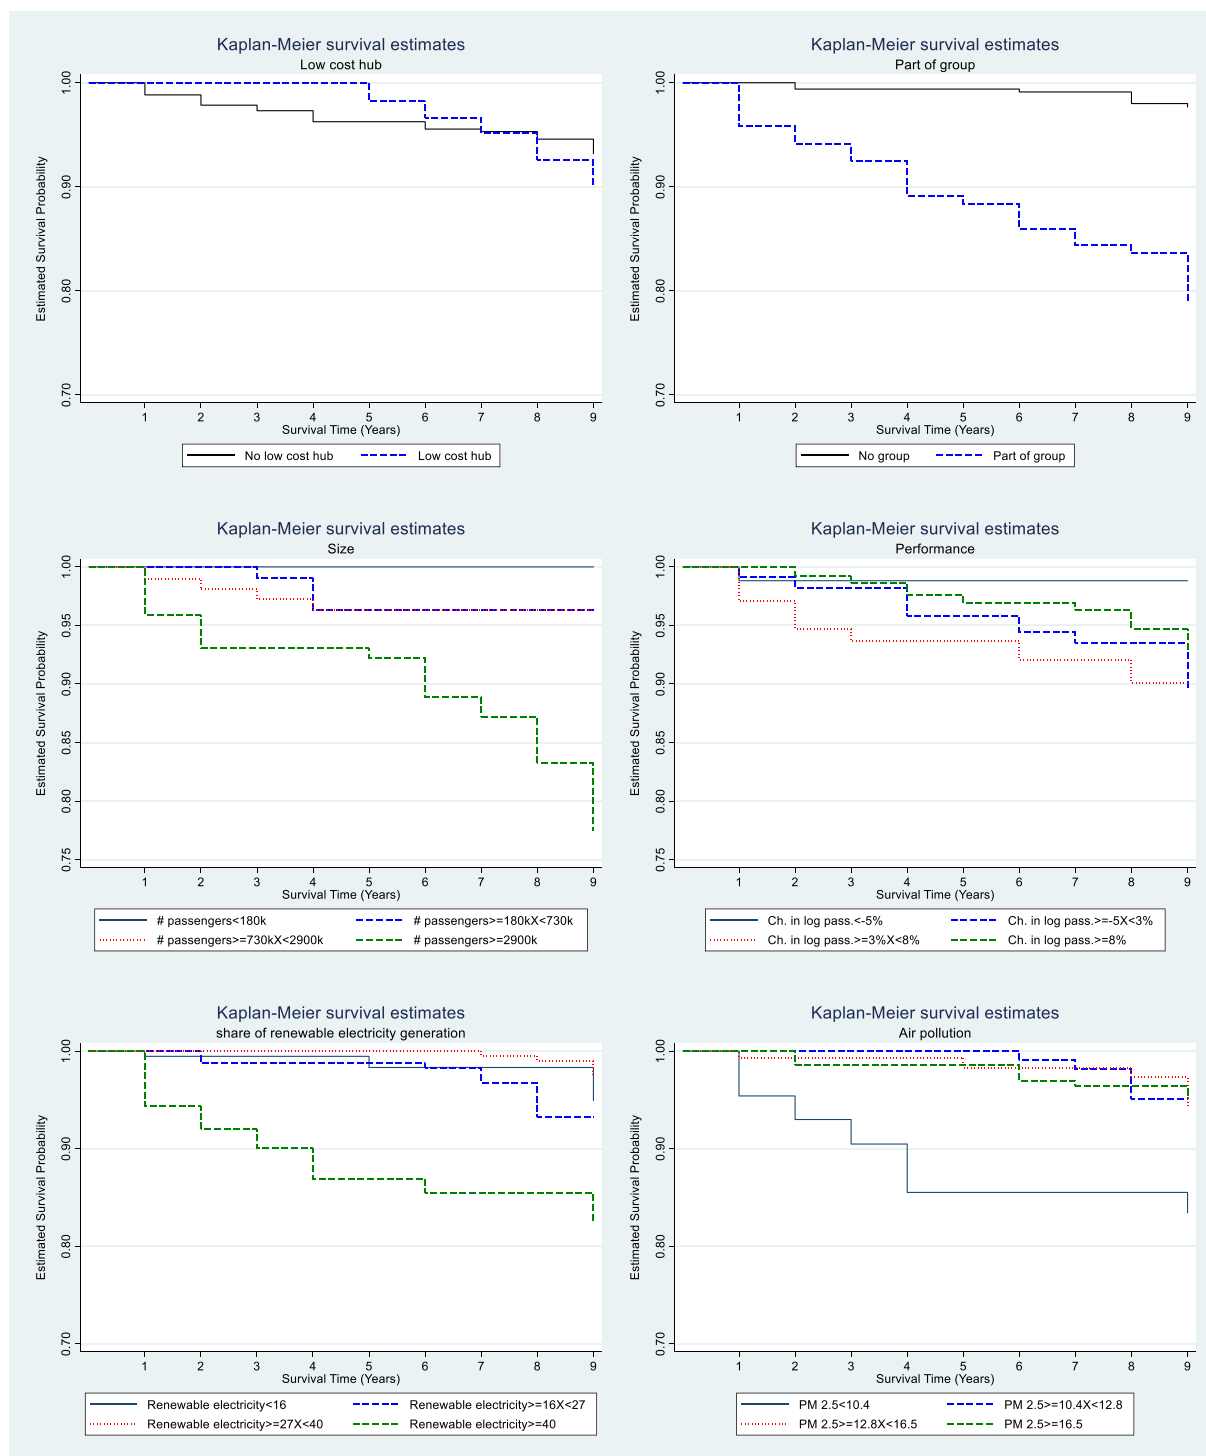 Kaplan-Meier survival estimates
Low cost hub
Estimated Survival Probability
1.00
0.90
0.80
0.70
1 2 3 4 5 6 7 8 9
Survival Time (Years)
No low cost hub Low cost hub
Kaplan-Meier survival estimates
Part of group
Estimated Survival Probability
1.00
0.90
0.80
0.70
1 2 3 4 5 6 7 8 9
Survival Time (Years)
No group Part of group
Kaplan-Meier survival estimates
Size
Estimated Survival Probability
1.00
0.95
0.90
0.85
0.80
0.75
1 2 3 4 5 6 7 8 9
Survival Time (Years)
# passengers<180k # passengers>=180kX<730k
# passengers>=730kX<2900k # passengers>=2900k
Kaplan-Meier survival estimates
Performance
Estimated Survival Probability
1.00
0.95
0.90
0.85
0.80
0.75
1 2 3 4 5 6 7 8 9
Survival Time (Years)
Ch. in log pass.<-5% Ch. in log pass.>=-5X<3%
Ch. in log pass.>=3%X<8% Ch. in log pass.>=8%
Kaplan-Meier survival estimates
share of renewable electricity generation
Estimated Survival Probability
1.00
0.90
0.80
0.70
1 2 3 4 5 6 7 8 9
Survival Time (Years)
Renewable electricity<16 Renewable electricity>=16X<27
Renewable electricity>=27X<40 Renewable electricity>=40
Kaplan-Meier survival estimates
Air pollution
Estimated Survival Probability
1.00
0.90
0.80
0.70
1 2 3 4 5 6 7 8 9
Survival Time (Years)
PM 2.5<10.4 PM 2.5>=10.4X<12.8
PM 2.5>=12.8X<16.5 PM 2.5>=16.5